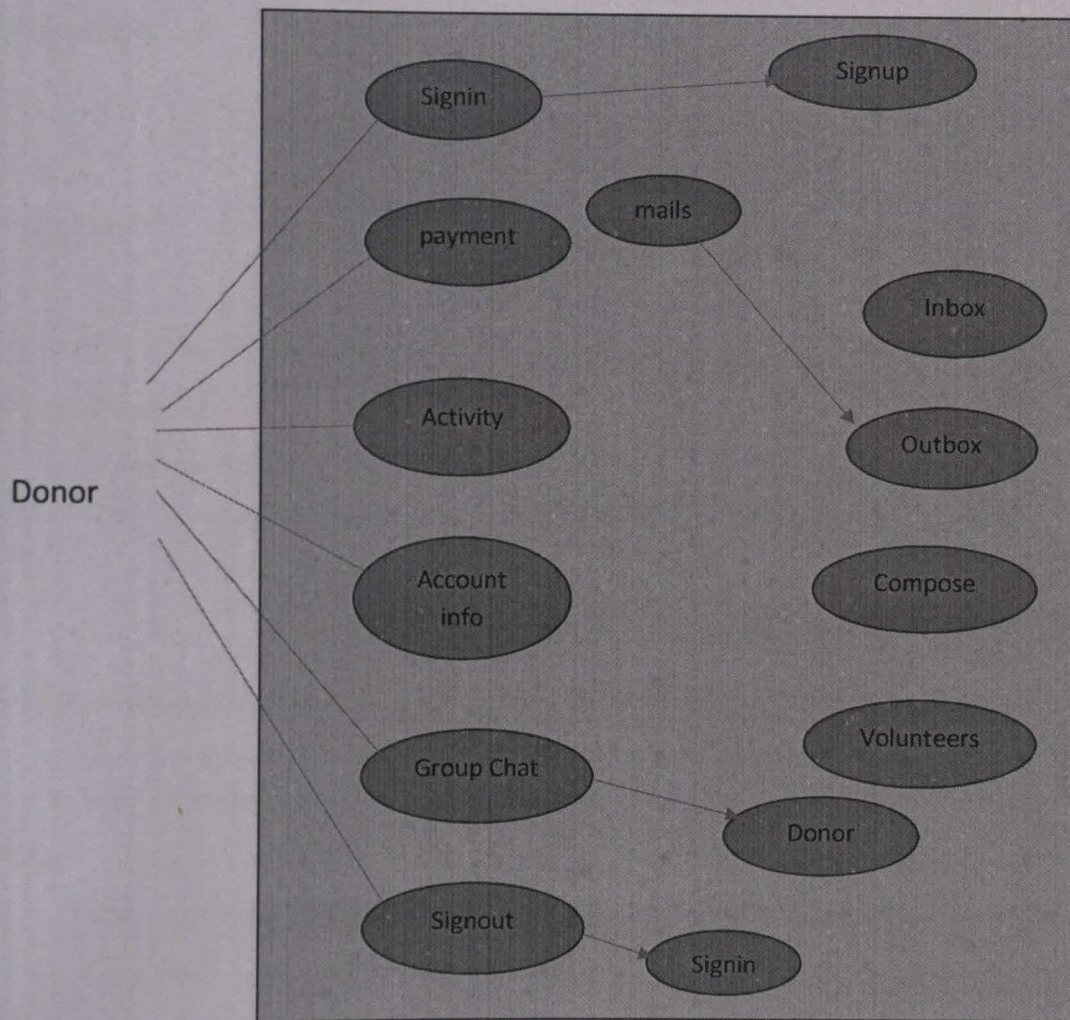 Signin
Signup
mails
payment
Inbox
Activity
Outbox
Donor
Account
info
Compose
Volunteers
Group Chat
Donor
Signout
Signin